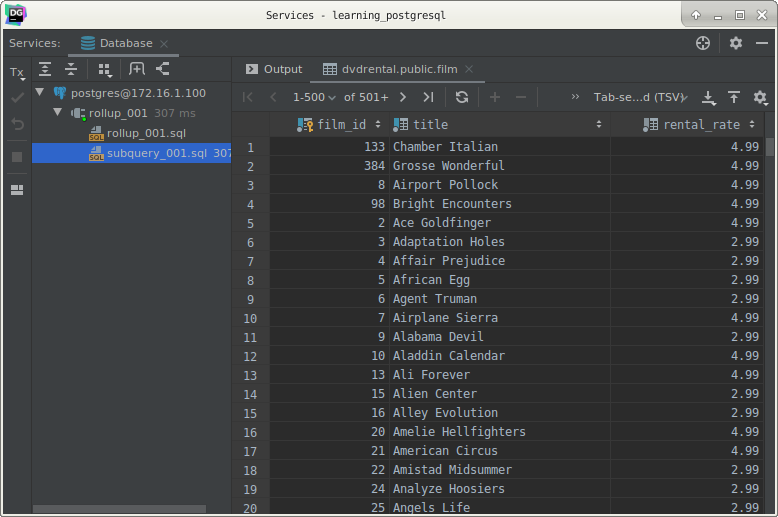 DG
Services - learning_postgresql
Services: Database
Output dvdrental.public.film
Tx
1-500 of 501+ Tab-se...d (TSV)
postgres@172.16.1.100
rollup_001 307 ms
SQL rollup_001.sql
SQL subquery_001.sql 307
film_id title rental_rate
1 133 Chamber Italian 4.99
2 384 Grosse Wonderful 4.99
3 8 Airport Pollock 4.99
4 98 Bright Encounters 4.99
5 2 Ace Goldfinger 4.99
6 3 Adaptation Holes 2.99
7 4 Affair Prejudice 2.99
8 5 African Egg 2.99
9 6 Agent Truman 2.99
10 7 Airplane Sierra 4.99
11 9 Alabama Devil 2.99
12 10 Aladdin Calendar 4.99
13 13 Ali Forever 4.99
14 15 Alien Center 2.99
15 16 Alley Evolution 2.99
16 20 Amelie Hellfighters 4.99
17 21 American Circus 4.99
18 22 Amistad Midsummer 2.99
19 24 Analyze Hoosiers 2.99
20 25 Angels Life 2.99